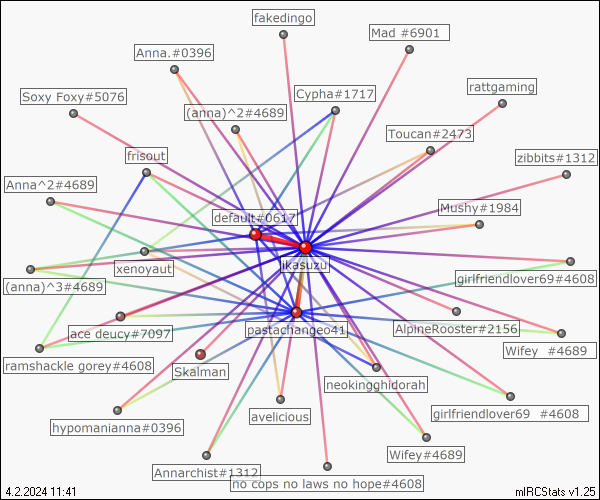 fakedingo
Mad #6901
Anna.#0396
rattgaming
Cypha#1717
Soxy Foxy#5076
(anna)^2#4689
Toucan#2473
frisout
zibbits#1312
Anna^2#4689
default#0617
Mushy#1984
xenoyaut
ikasuzu
girlfriendlover69#4608
(anna)^3#4689
pastachangeo41
AlpineRooster#2156
ace deucy#7097
Wifey #4689
ramshackle gorey#4608
Skalman
neokingghidorah
avelicious
girlfriendlover69 #4608
hypomanianna#0396
Wifey#4689
Annarchist#1312
no cops no laws no hope#4608
4.2.2024 11:41
mIRCStats v1.25